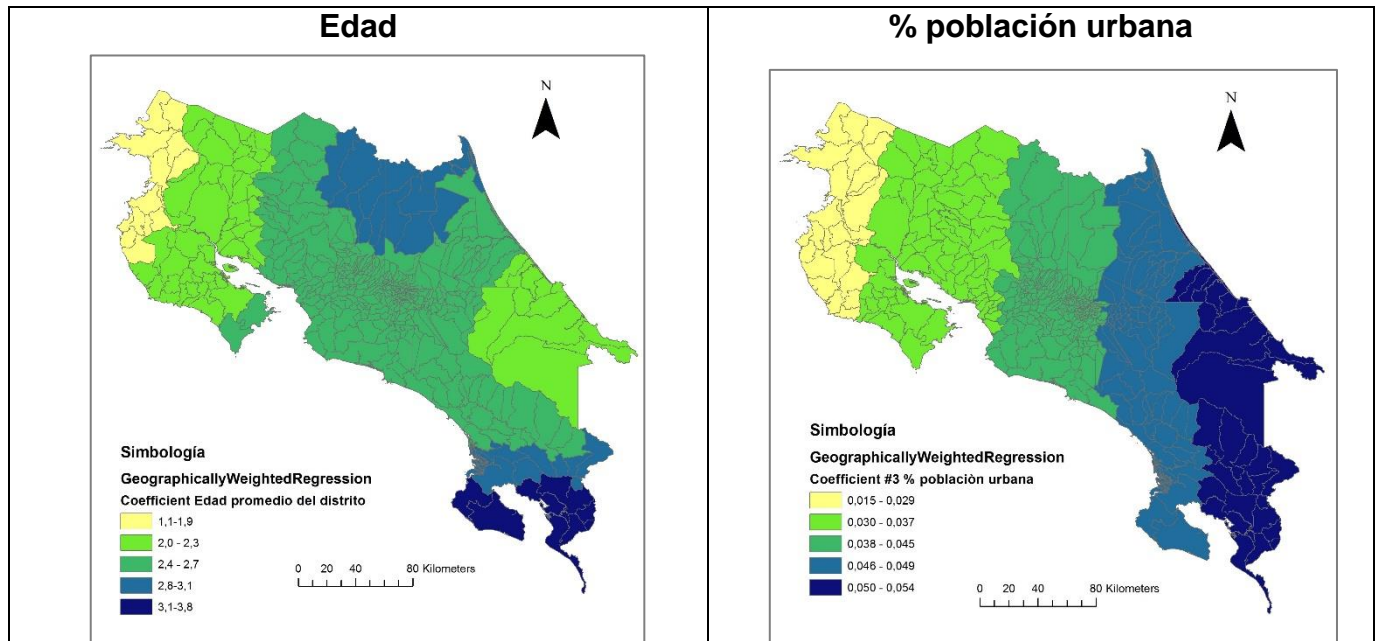 Edad
N
Simbología
GeographicallyWeightedRegression
Coefficient Edad promedio del distrito
1,1-1,9
2,0 - 2,3
2,4 - 2,7
2,8-3,1
3,1-3,8
0 20 40 80 Kilometers
% población urbana
N
Simbología
GeographicallyWeightedRegression
Coefficient #3 % poblaciòn urbana
0,015 - 0,029
0,030 - 0,037
0,038 - 0,045
0,046 - 0,049
0,050 - 0,054
0 20 40 80 Kilometers